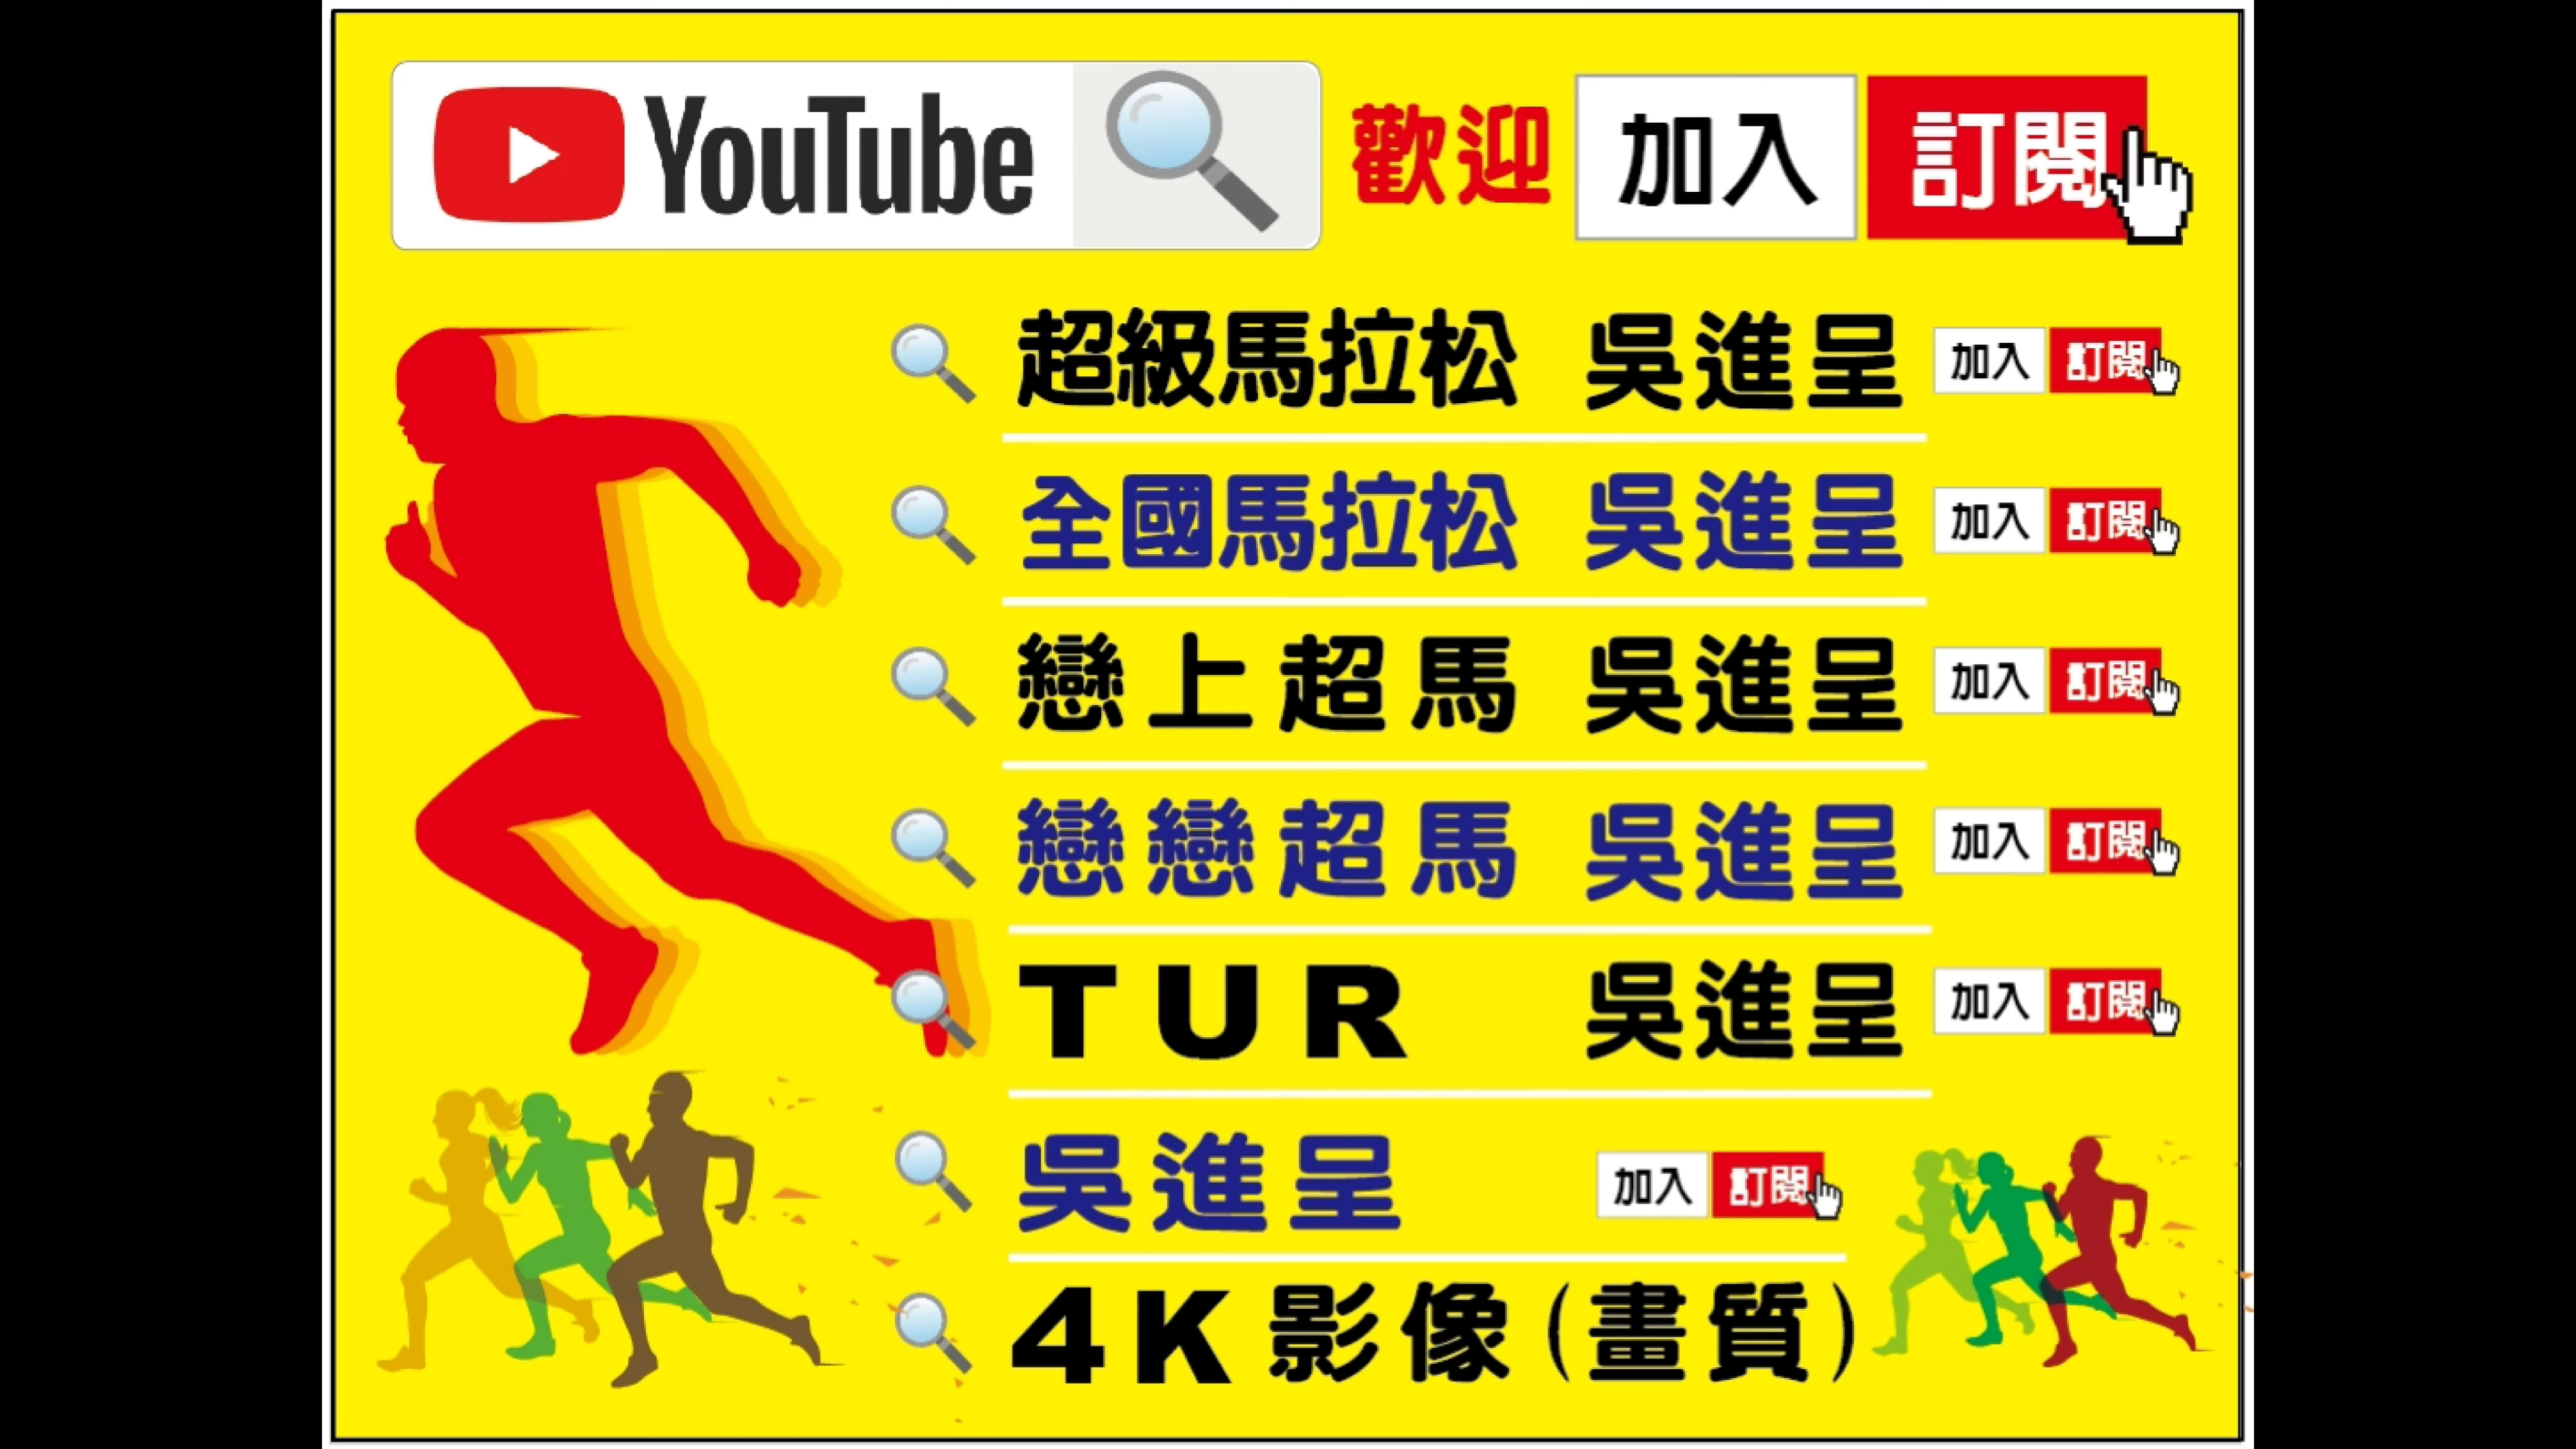 YouTube 歡迎 加入 訂閱
超級馬拉松 吳進呈 加入 訂閱
全國馬拉松 吳進呈 加入 訂閱
戀上超馬 吳進呈 加入 訂閱
戀戀超馬 吳進呈 加入 訂閱
TUR 吳進呈 加入 訂閱
吳進呈 加入 訂閱
4K影像(畫質)